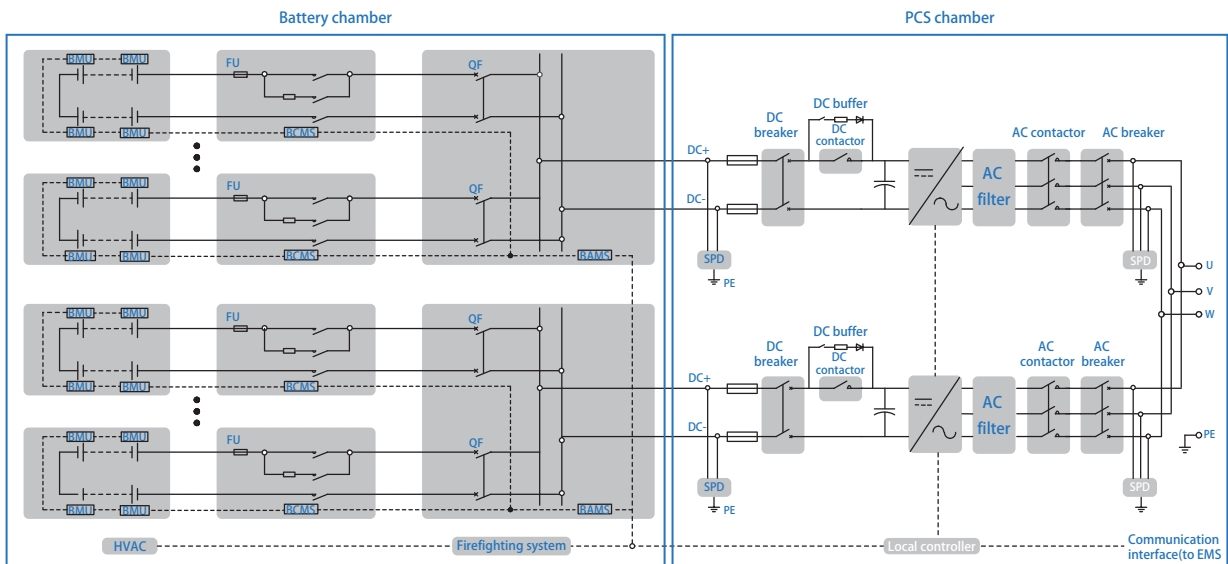 Battery chamber
PCS chamber
BMU BMU
FU
QF
BMU BMU
BCMS
BMU BMU
FU
QF
BMU BMU
BCMS
BAMS
BMU BMU
FU
QF
BMU BMU
BCMS
BMU BMU
FU
QF
BMU BMU
BCMS
BAMS
HVAC
Firefighting system
DC+
DC-
SPD
PE
DC
breaker
DC buffer
DC
contactor
AC
filter
AC contactor
AC breaker
SPD
U
V
W
DC+
DC-
SPD
PE
DC
breaker
DC buffer
DC
contactor
AC
filter
AC
contactor
AC
breaker
SPD
PE
Local controller
Communication
interface(to EMS